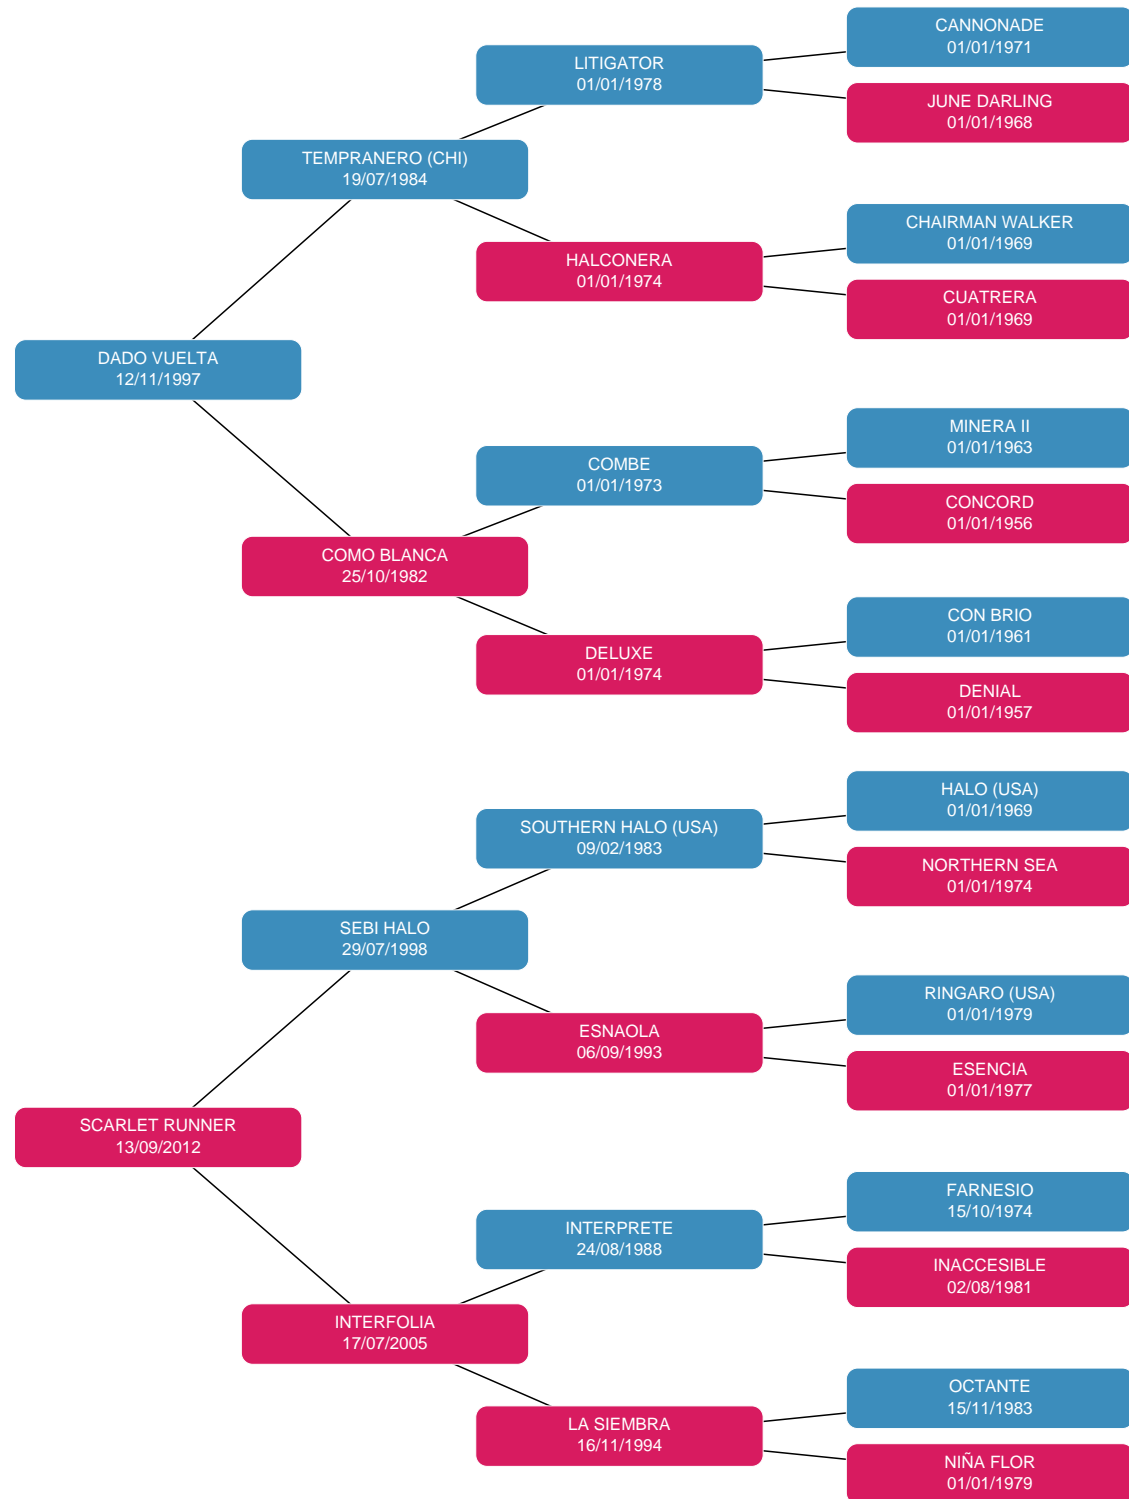 CANNONADE
01/01/1971
LITIGATOR
01/01/1978
JUNE DARLING
01/01/1968
TEMPRANERO (CHI)
19/07/1984
CHAIRMAN WALKER
01/01/1969
HALCONERA
01/01/1974
CUATRERA
01/01/1969
DADO VUELTA
12/11/1997
MINERA II
01/01/1963
COMBE
01/01/1973
CONCORD
01/01/1956
COMO BLANCA
25/10/1982
CON BRIO
01/01/1961
DELUXE
01/01/1974
DENIAL
01/01/1957
HALO (USA)
01/01/1969
SOUTHERN HALO (USA)
09/02/1983
NORTHERN SEA
01/01/1974
SEBI HALO
29/07/1998
RINGARO (USA)
01/01/1979
ESNAOLA
06/09/1993
ESENCIA
01/01/1977
SCARLET RUNNER
13/09/2012
FARNESIO
15/10/1974
INTERPRETE
24/08/1988
INACCESIBLE
02/08/1981
INTERFOLIA
17/07/2005
OCTANTE
15/11/1983
LA SIEMBRA
16/11/1994
NIÑA FLOR
01/01/1979